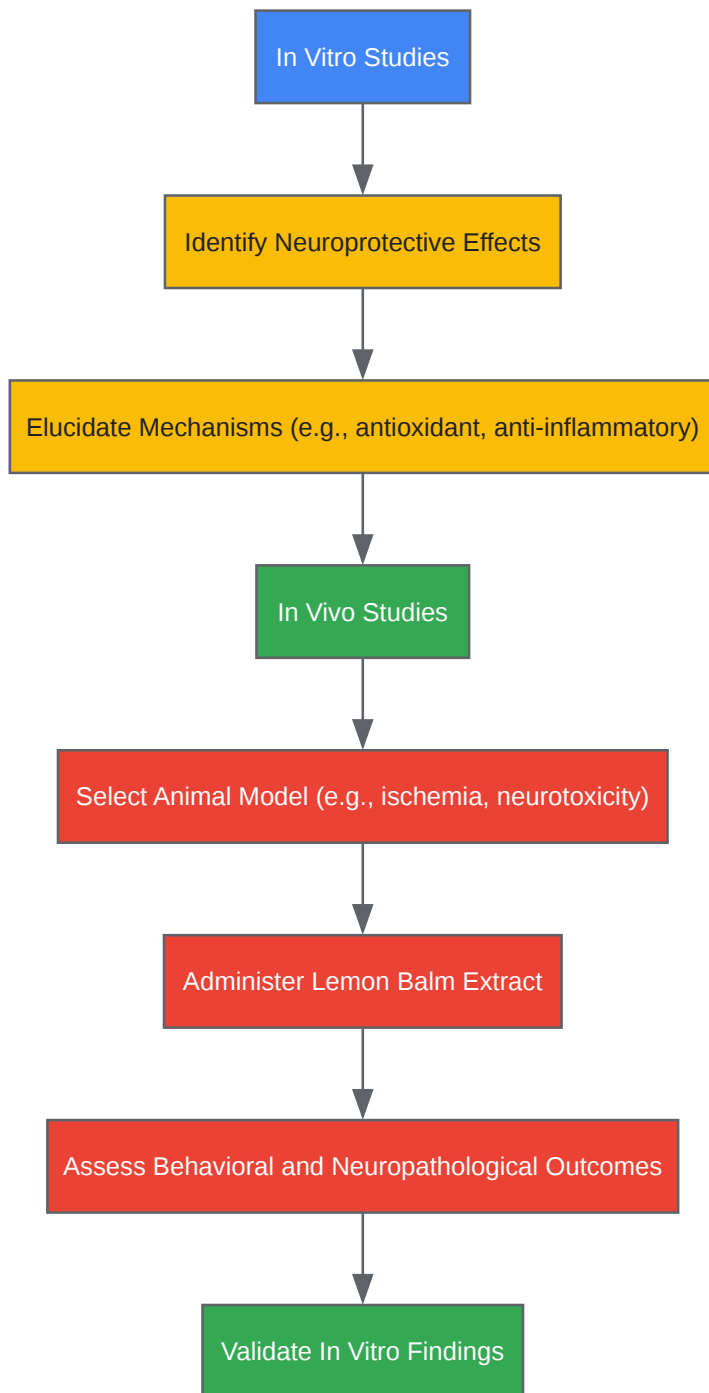 In Vitro Studies
Identify Neuroprotective Effects
Elucidate Mechanisms (e.g., antioxidant, anti-inflammatory)
In Vivo Studies
Select Animal Model (e.g., ischemia, neurotoxicity)
Administer Lemon Balm Extract
Assess Behavioral and Neuropathological Outcomes
Validate In Vitro Findings